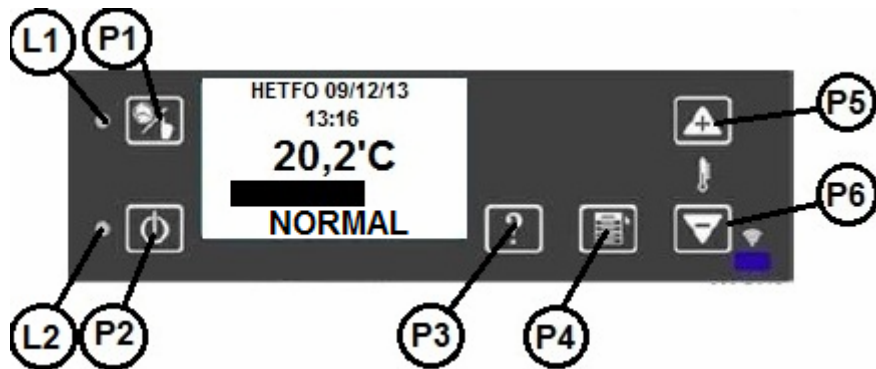 L1
P1
HETFO 09/12/13
13:16
20,2'C
NORMAL
P5
P6
L2
P2
P3
P4